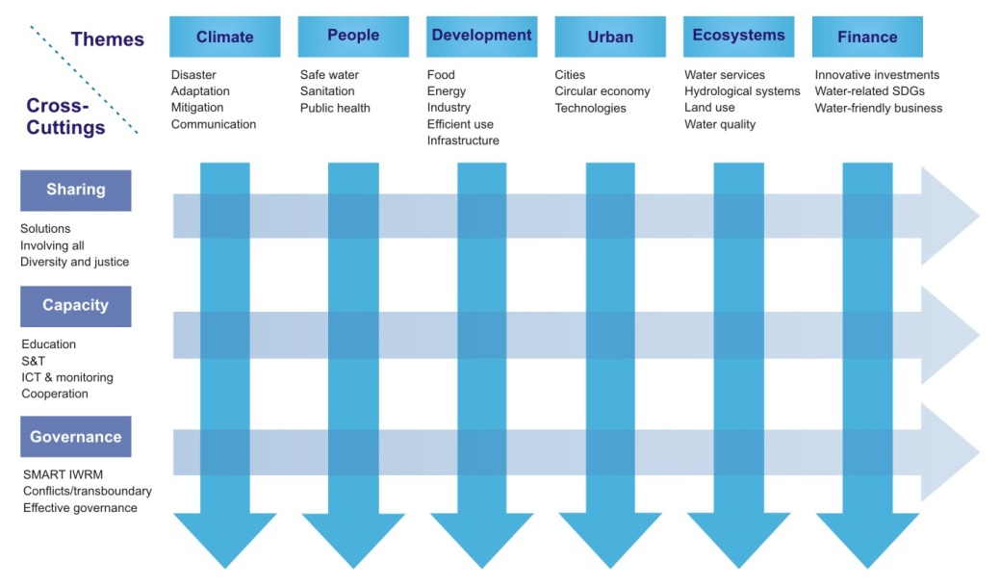 Themes
Cross-
Cuttings
Climate
Disaster
Adaptation
Mitigation
Communication
People
Safe water
Sanitation
Public health
Development
Food
Energy
Industry
Efficient use
Infrastructure
Urban
Cities
Circular economy
Technologies
Ecosystems
Water services
Hydrological systems
Land use
Water quality
Finance
Innovative investments
Water-related SDGs
Water-friendly business
Sharing
Solutions
Involving all
Diversity and justice
Capacity
Education
S&T
ICT & monitoring
Cooperation
Governance
SMART IWRM
Conflicts/transboundary
Effective governance